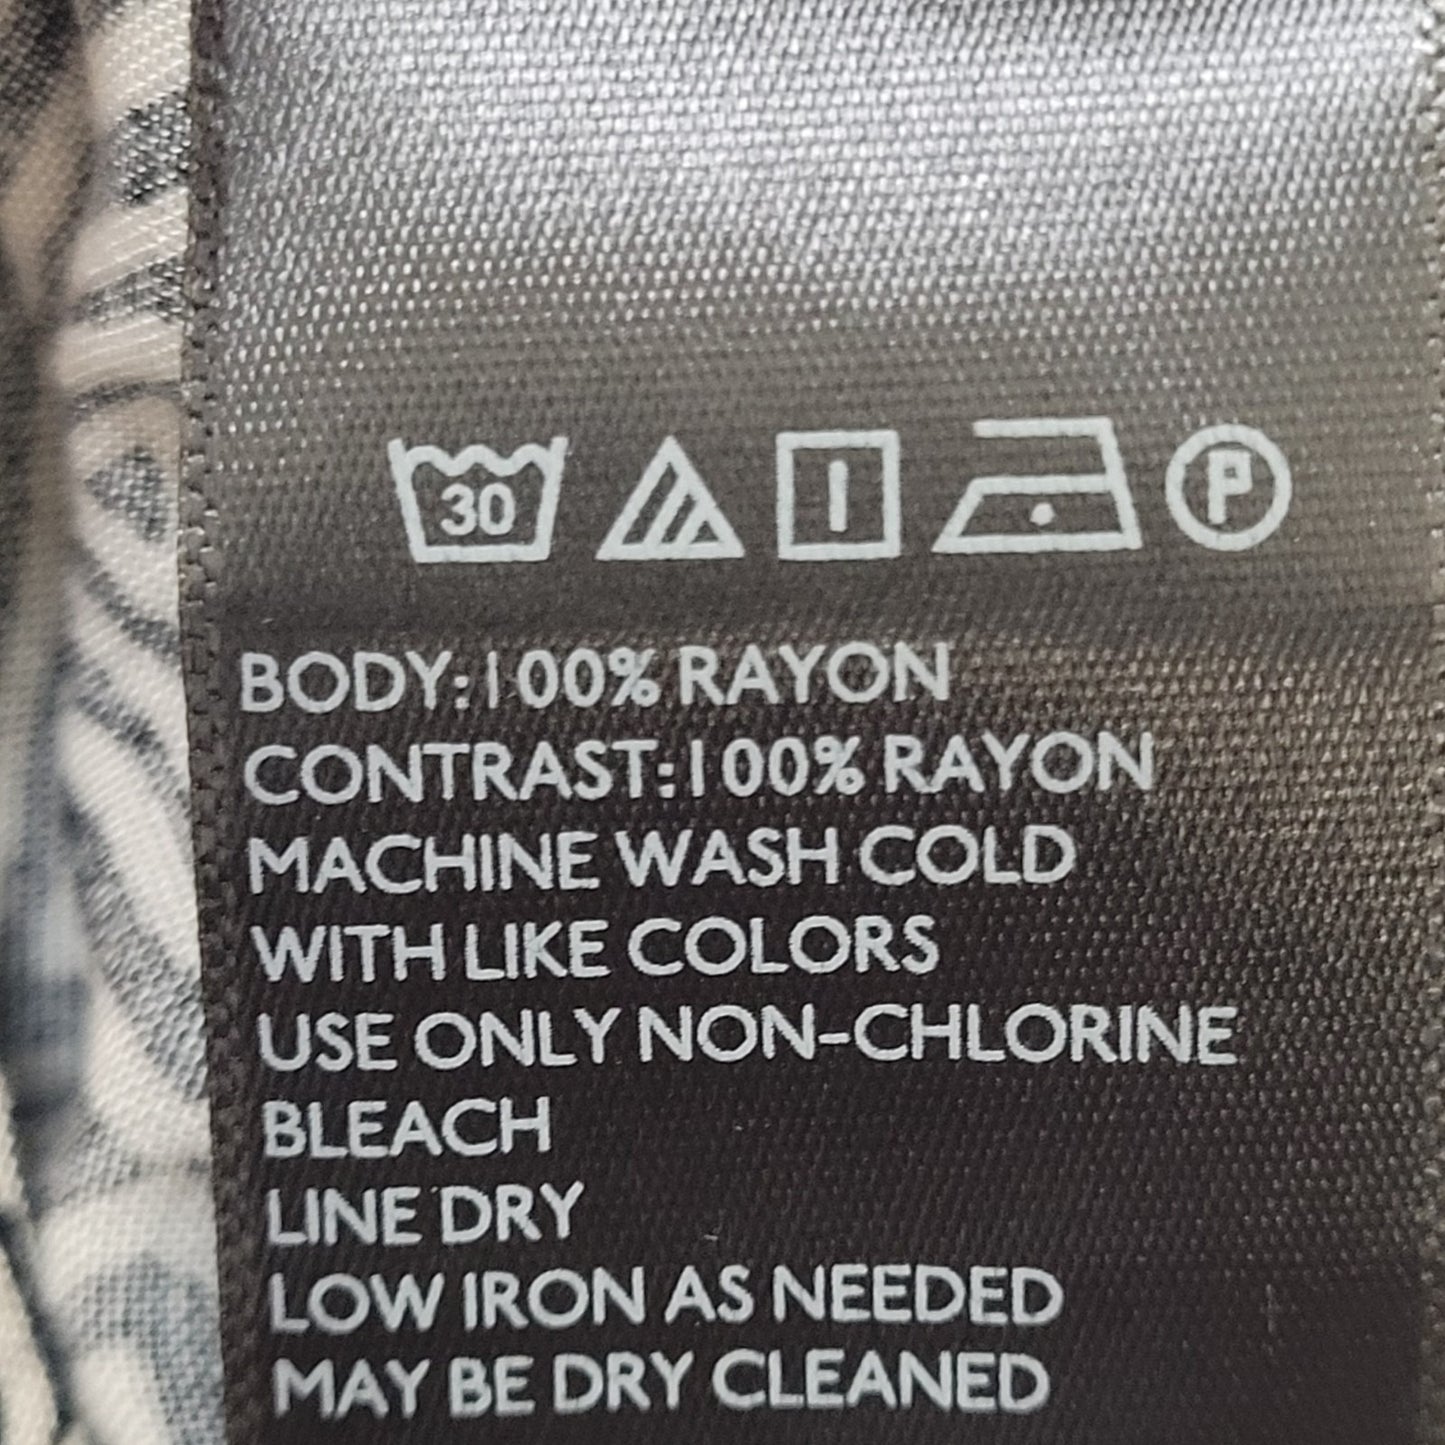 30 P
BODY:100% RAYON
CONTRAST:100% RAYON
MACHINE WASH COLD
WITH LIKE COLORS
USE ONLY NON-CHLORINE
BLEACH
LINE DRY
LOW IRON AS NEEDED
MAY BE DRY CLEANED